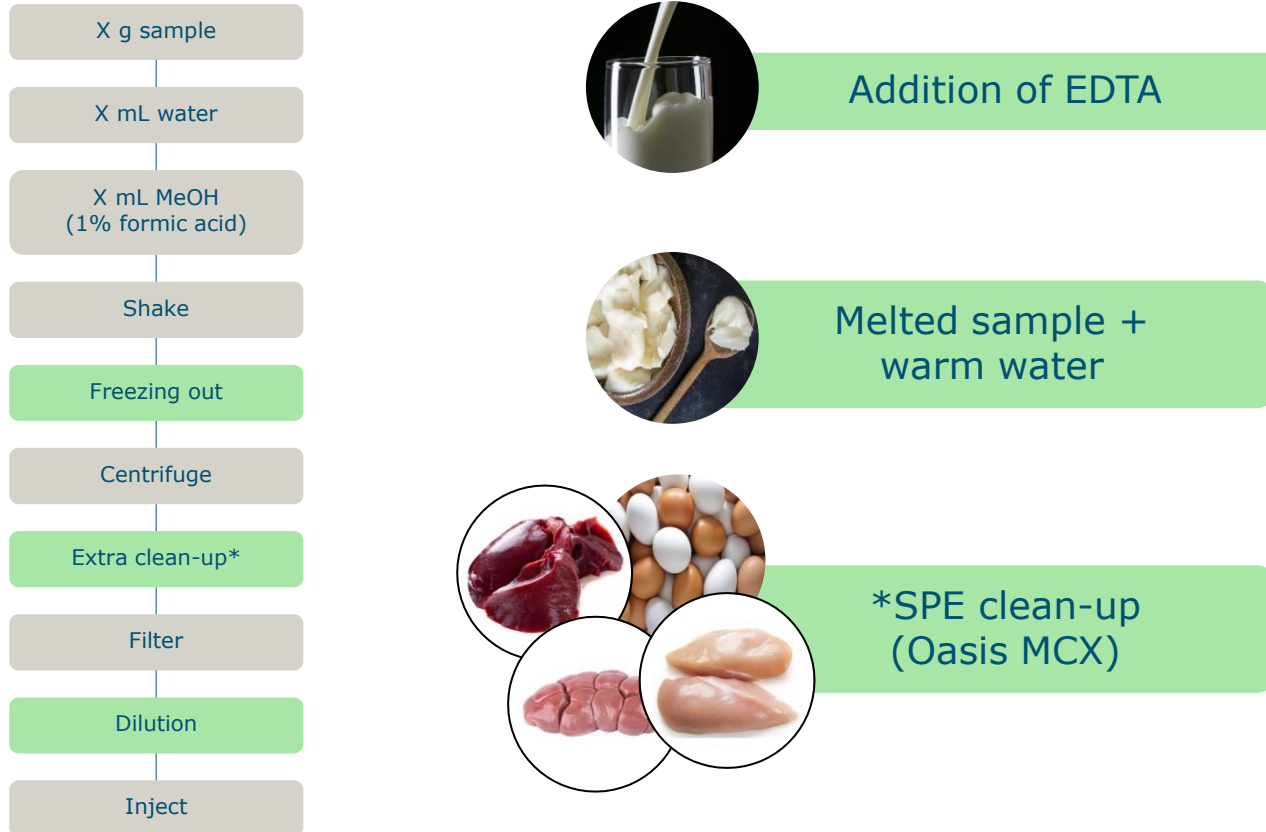 X g sample
X mL water
X mL MeOH
(1% formic acid)
Shake
Freezing out
Centrifuge
Extra clean-up*
Filter
Dilution
Inject
Addition of EDTA
Melted sample +
warm water
*SPE clean-up
(Oasis MCX)